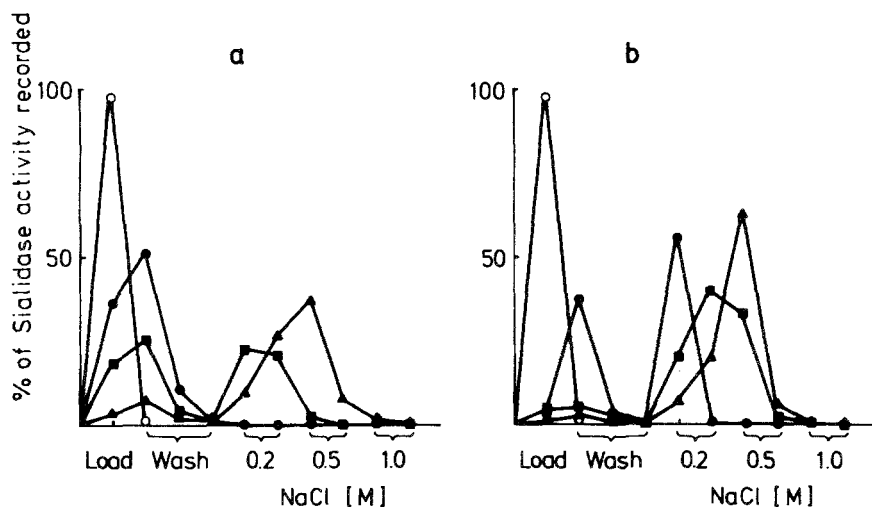 a
b
% of Sialidase activity recorded
100
50
Load Wash 0.2 0.5 1.0
NaCl [M]
100
50
Load Wash 0.2 0.5 1.0
NaCl [M]